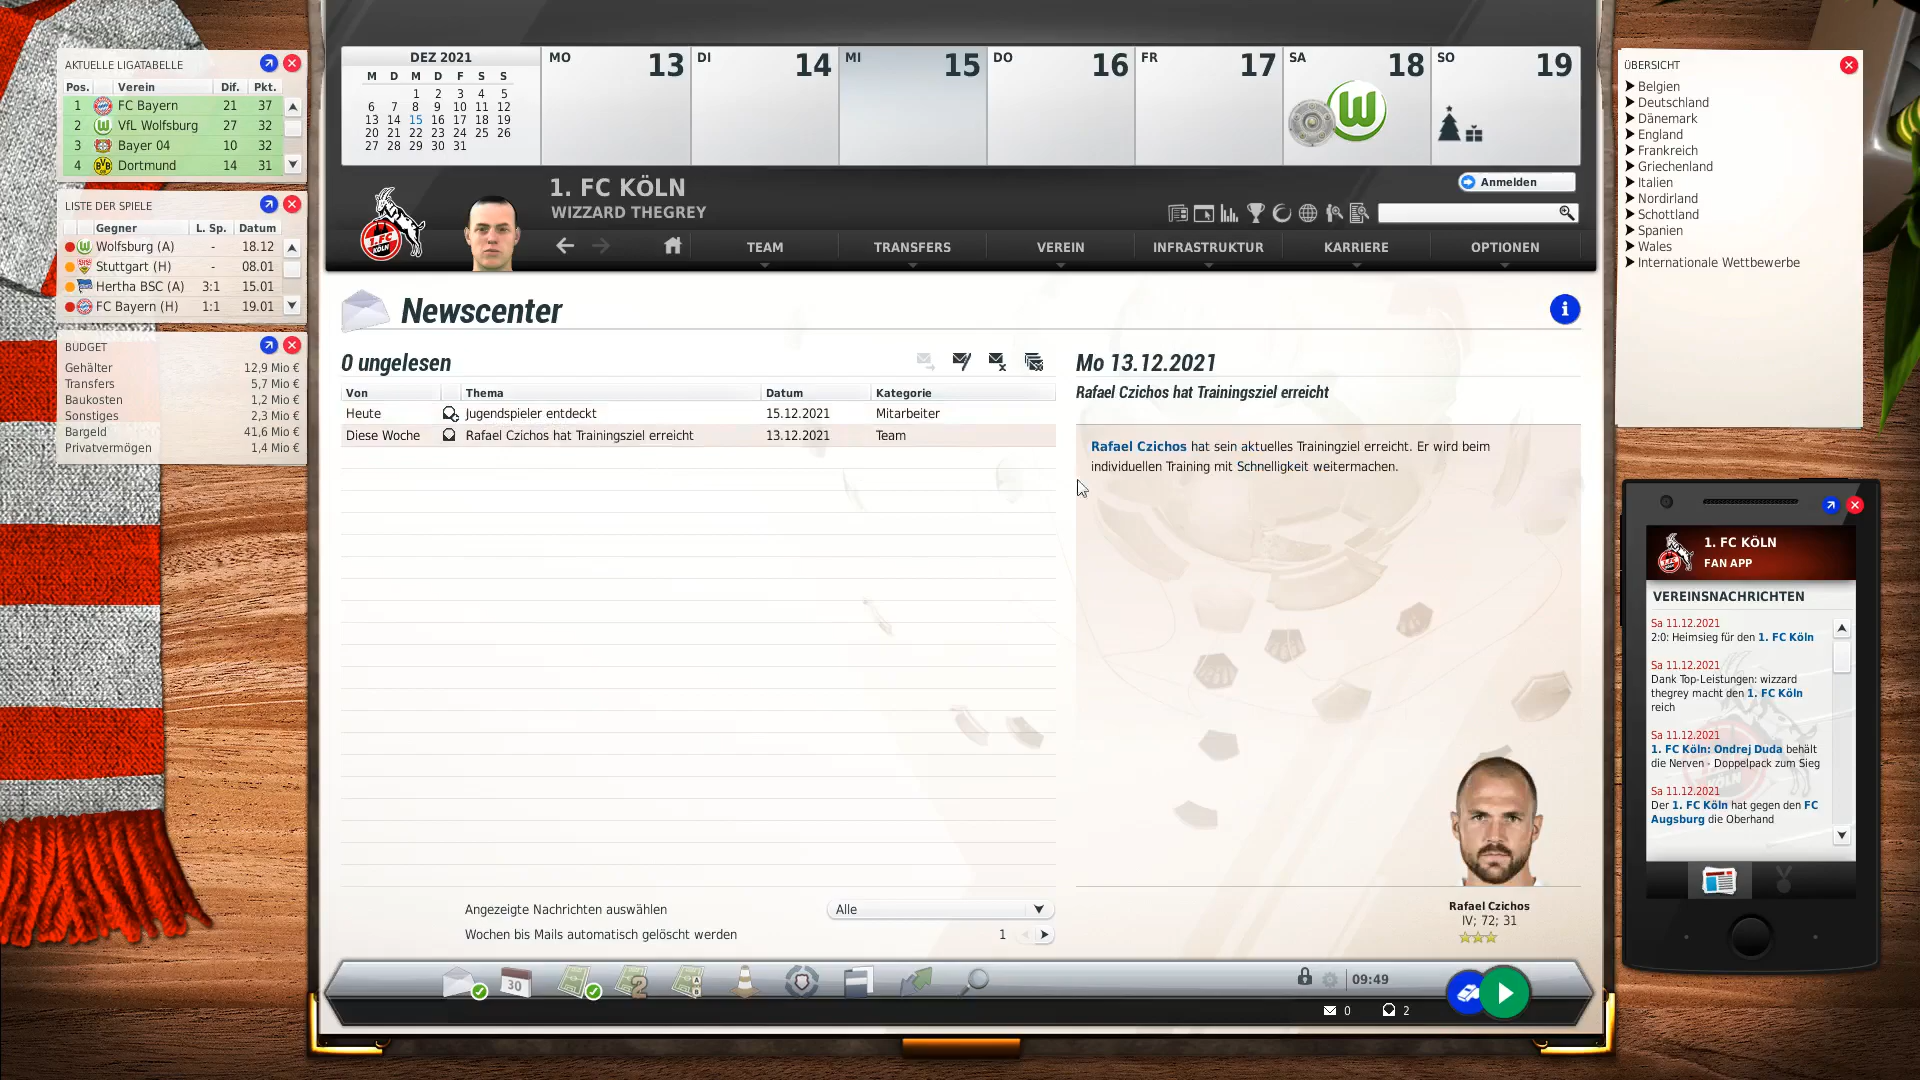 AKTUELLE LIGATABELLE
Pos. Verein Dif. Pkt.
1 FC Bayern 21 37
2 VfL Wolfsburg 27 32
3 Bayer 04 10 32
4 Dortmund 14 31
LISTE DER SPIELE
Gegner L. Sp. Datum
Wolfsburg (A) - 18.12
Stuttgart (H) - 08.01
Hertha BSC (A) 3:1 15.01
FC Bayern (H) 1:1 19.01
BUDGET
Gehälter 12,9 Mio €
Transfers 5,7 Mio €
Baukosten 1,2 Mio €
Sonstiges 2,3 Mio €
Bargeld 41,6 Mio €
Privatvermögen 1,4 Mio €
DEZ 2021
M D M D F S S
1 2 3 4 5
6 7 8 9 10 11 12
13 14 15 16 17 18 19
20 21 22 23 24 25 26
27 28 29 30 31
MO 13
DI 14
MI 15
DO 16
FR 17
SA 18
SO 19
1. FC KÖLN
WIZZARD THEGREY
Anmelden
TEAM TRANSFERS VEREIN INFRASTRUKTUR KARRIERE OPTIONEN
Newscenter
0 ungelesen
Von Thema Datum Kategorie
Heute Jugendspieler entdeckt 15.12.2021 Mitarbeiter
Diese Woche Rafael Czichos hat Trainingsziel erreicht 13.12.2021 Team
Angezeigte Nachrichten auswählen Alle
Wochen bis Mails automatisch gelöscht werden 1
Mo 13.12.2021
Rafael Czichos hat Trainingsziel erreicht
Rafael Czichos hat sein aktuelles Trainingziel erreicht. Er wird beim
individuellen Training mit Schnelligkeit weitermachen.
Rafael Czichos
IV; 72; 31
30
2
09:49
0 2
ÜBERSICHT
Belgien
Deutschland
Dänemark
England
Frankreich
Griechenland
Italien
Nordirland
Schottland
Spanien
Wales
Internationale Wettbewerbe
1. FC KÖLN
FAN APP
VEREINSNACHRICHTEN
Sa 11.12.2021
2:0: Heimsieg für den 1. FC Köln
Sa 11.12.2021
Dank Top-Leistungen: wizzard
thegrey macht den 1. FC Köln
reich
Sa 11.12.2021
1. FC Köln: Ondrej Duda behält
die Nerven - Doppelpack zum Sieg
Sa 11.12.2021
Der 1. FC Köln hat gegen den FC
Augsburg die Oberhand